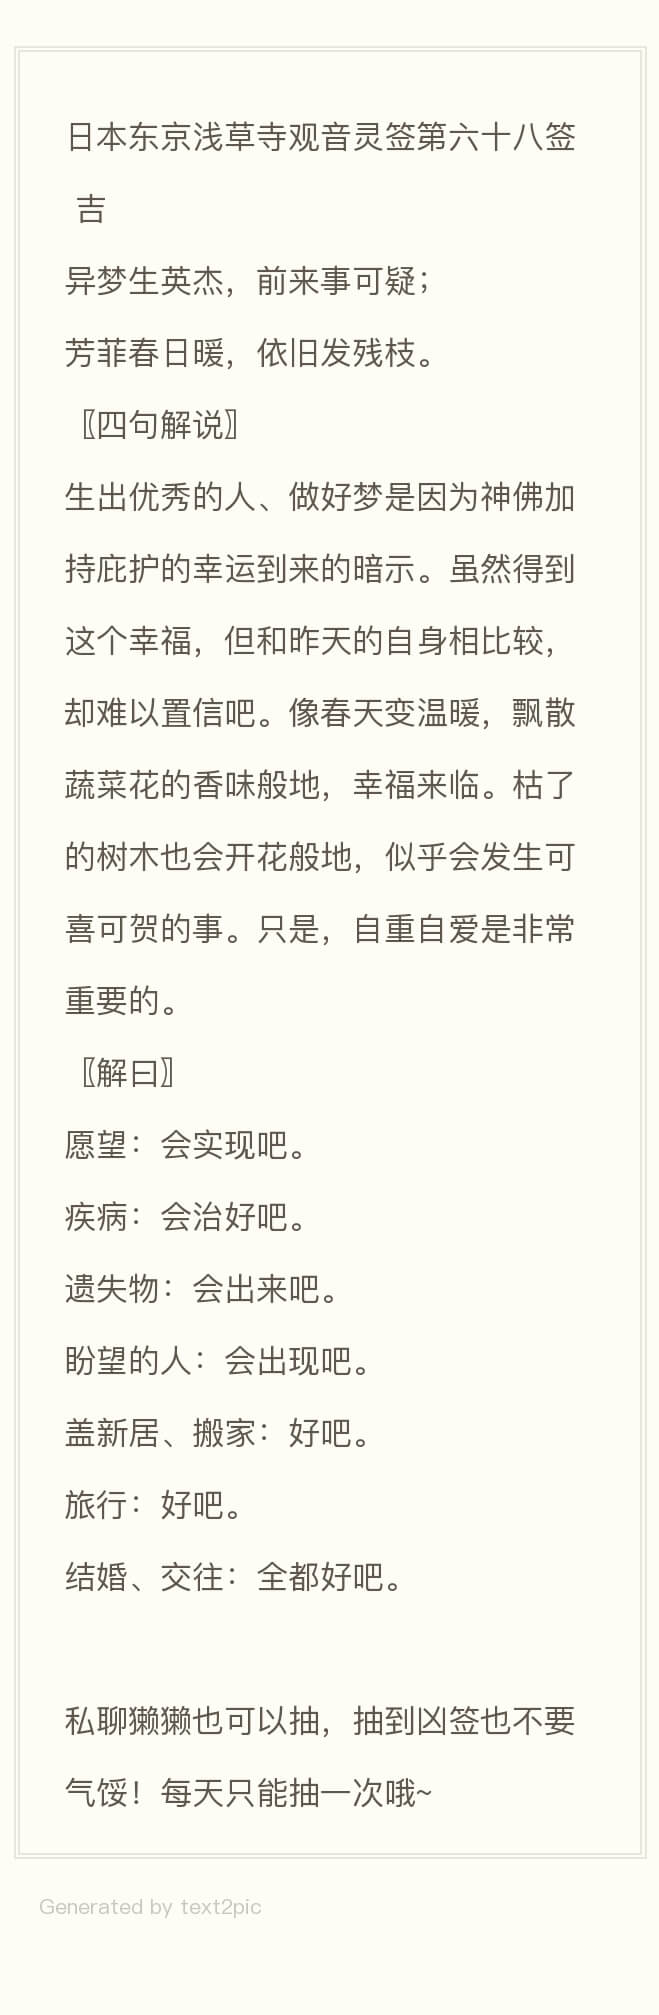 日本东京浅草寺观音灵签第六十八签
吉
异梦生英杰，前来事可疑；
芳菲春日暖，依旧发残枝。
〖四句解说〗
生出优秀的人、做好梦是因为神佛加
持庇护的幸运到来的暗示。虽然得到
这个幸福，但和昨天的自身相比较，
却难以置信吧。像春天变温暖，飘散
蔬菜花的香味般地，幸福来临。枯了
的树木也会开花般地，似乎会发生可
喜可贺的事。只是，自重自爱是非常
重要的。
〖解曰〗
愿望：会实现吧。
疾病：会治好吧。
遗失物：会出来吧。
盼望的人：会出现吧。
盖新居、搬家：好吧。
旅行：好吧。
结婚、交往：全都好吧。
私聊獭獭也可以抽，抽到凶签也不要
气馁！每天只能抽一次哦~
Generated by text2pic